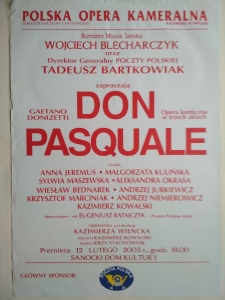 POLSKA OPERA KAMERALNA
Burmistrz Miasta Sanoka
WOJCIECH BLECHARCZYK
oraz
Dyrektor Generalny POCZTY POLSKIEJ
TADEUSZ BARTKOWIAK
zapraszają
GAETANO
DONIZETTI
DON
PASQUALE
Opera komiczna
w trzech aktach
ANNA JEREMUS • MAŁGORZATA KULIŃSKA
SYLWIA MASZEWSKA • ALEKSANDRA OKRASA
WIESŁAW BEDNAREK • ANDRZEJ JURKIEWICZ
KRZYSZTOF MARCINIAK • ANDRZEJ NIEMIEROWICZ
KAZIMIERZ KOWALSKI
EUGENIUSZ RATAJCZYK
KAZIMIERZA WIENCKA
KAZIMIERZ KOWALSKI
JERZY STACHOWIAK
Premiera 12 LUTEGO 2005 r., godz. 18.00
SANOCKI DOM KULTURY
GŁÓWNY SPONSOR:
POCZTA POLSKA